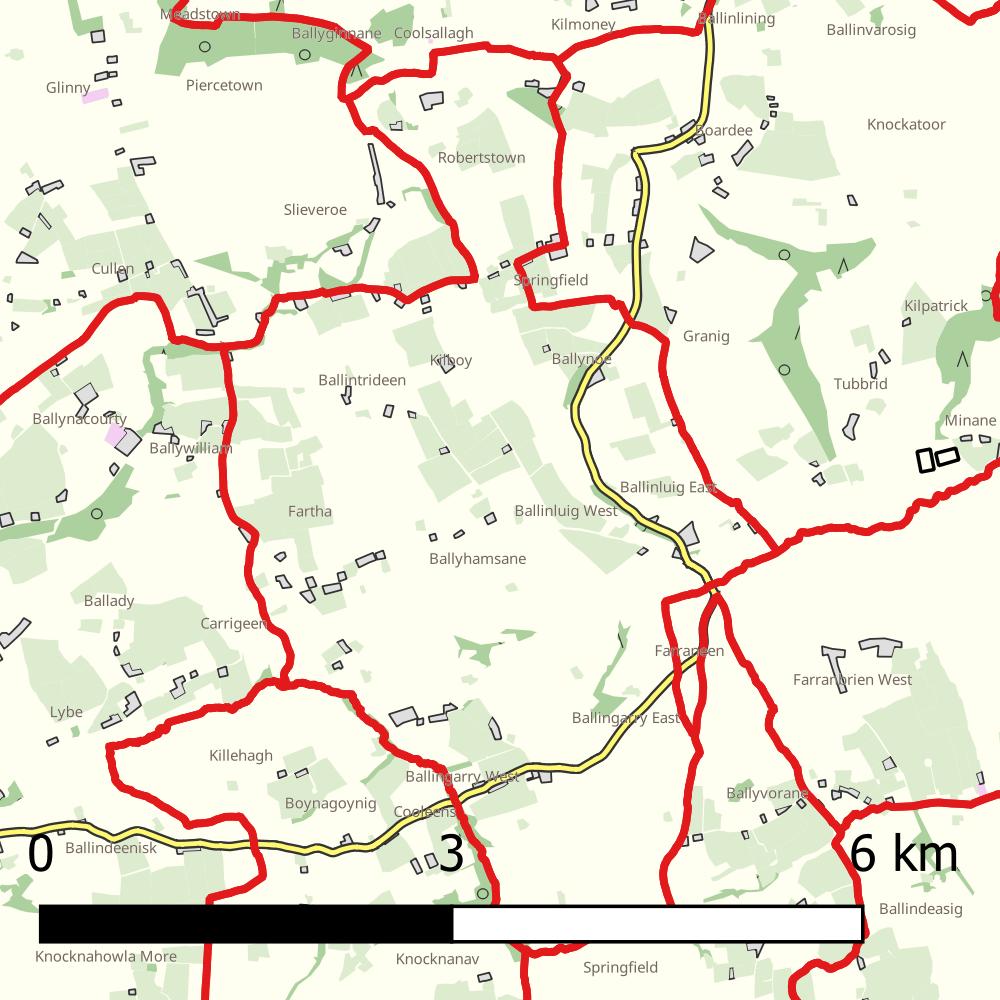 Meadstown
Ballinlining
Kilmoney
Ballinvarosig
Ballyginnane
Coolsallagh
Glinny
Piercetown
Knockatoor
Boardee
Robertstown
Slieveroe
Cullen
Springfield
Kilpatrick
Granig
Ballynoe
Kilboy
Ballintrideen
Tubbrid
Ballynacourty
Minane
Ballywilliam
Ballinluig East
Fartha
Ballinluig West
Ballyhamsane
Ballady
Carrigeen
Farraneen
Farranbrien West
Lybe
Ballingarry East
Killehagh
Ballingarry West
Ballyvorane
Boynagoynig
Cooleens
Ballindeenisk
0 3 6 km
Ballindeasig
Knocknahowla More
Knocknanav
Springfield